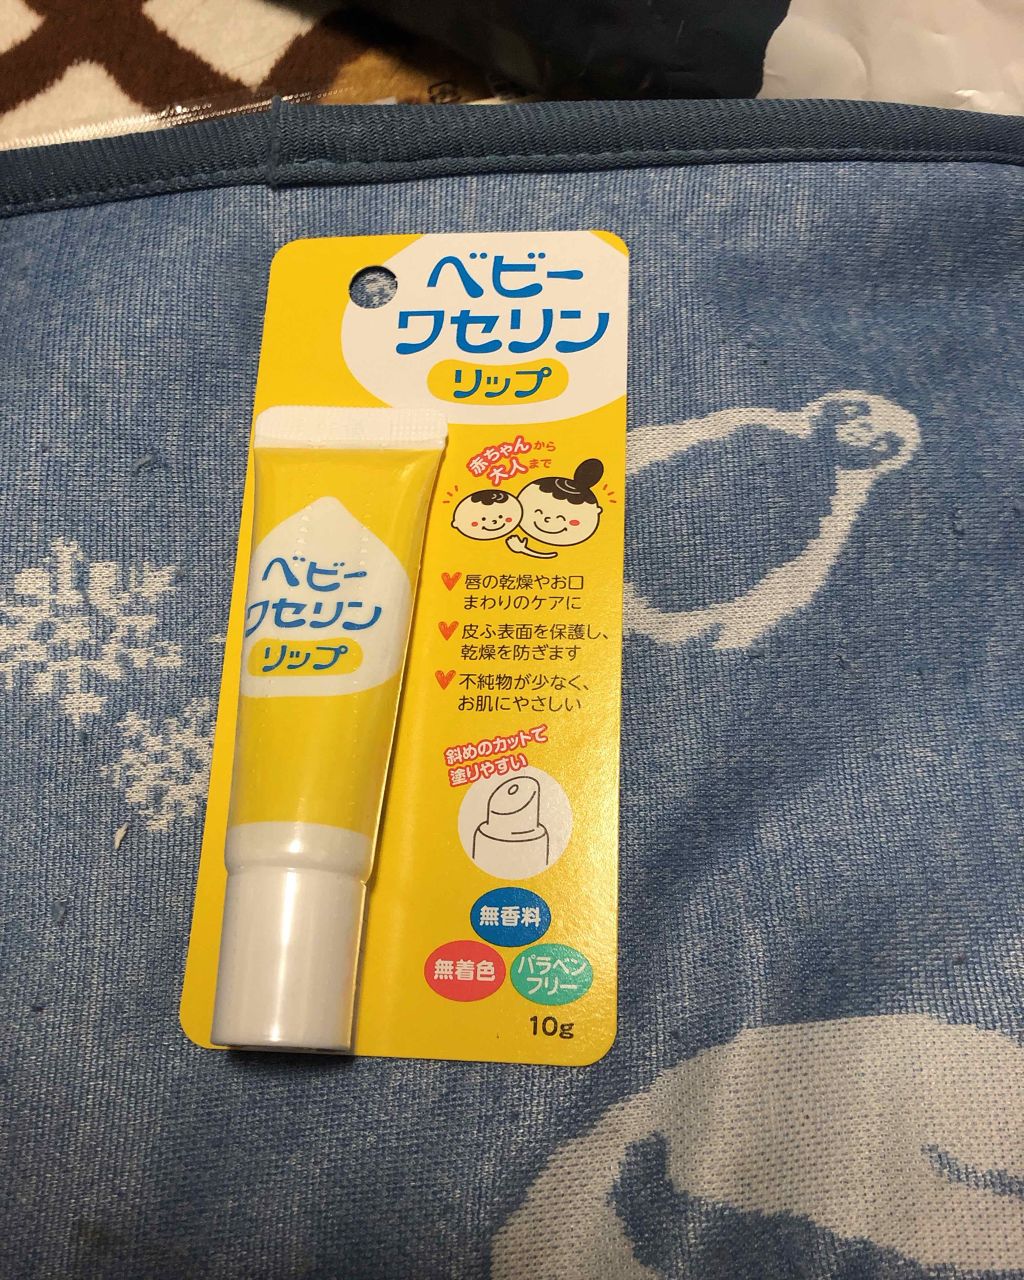 ベビー
ワセリン
リップ
赤ちゃんから
大人まで
唇の乾燥やお口
まわりのケアに
皮ふ表面を保護し、
乾燥を防ぎます
不純物が少なく、
お肌にやさしい
斜めのカットで
塗りやすい
無香料
無着色
パラベン
フリー
10g
ベビー
ワセリン
リップ